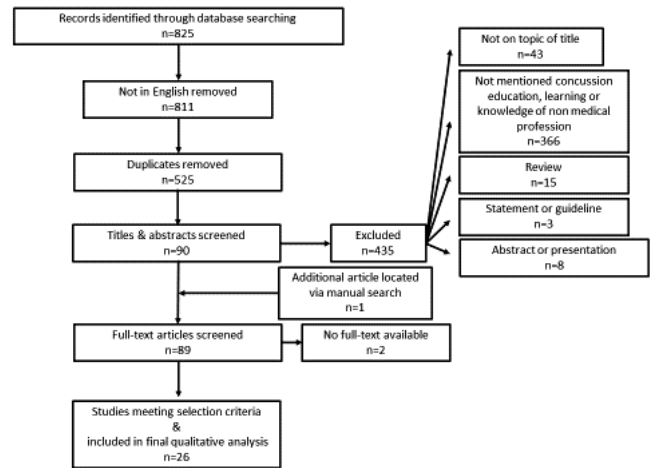 Records identified through database searching
n=825
Not in English removed
n=811
Duplicates removed
n=525
Titles & abstracts screened
n=90
Excluded
n=435
Not on topic of title
n=43
Not mentioned concussion
education, learning or
knowledge of non medical
profession
n=366
Review
n=15
Statement or guideline
n=3
Abstract or presentation
n=8
Additional article located
via manual search
n=1
Full-text articles screened
n=89
No full-text available
n=2
Studies meeting selection criteria
&
included in final qualitative analysis
n=26